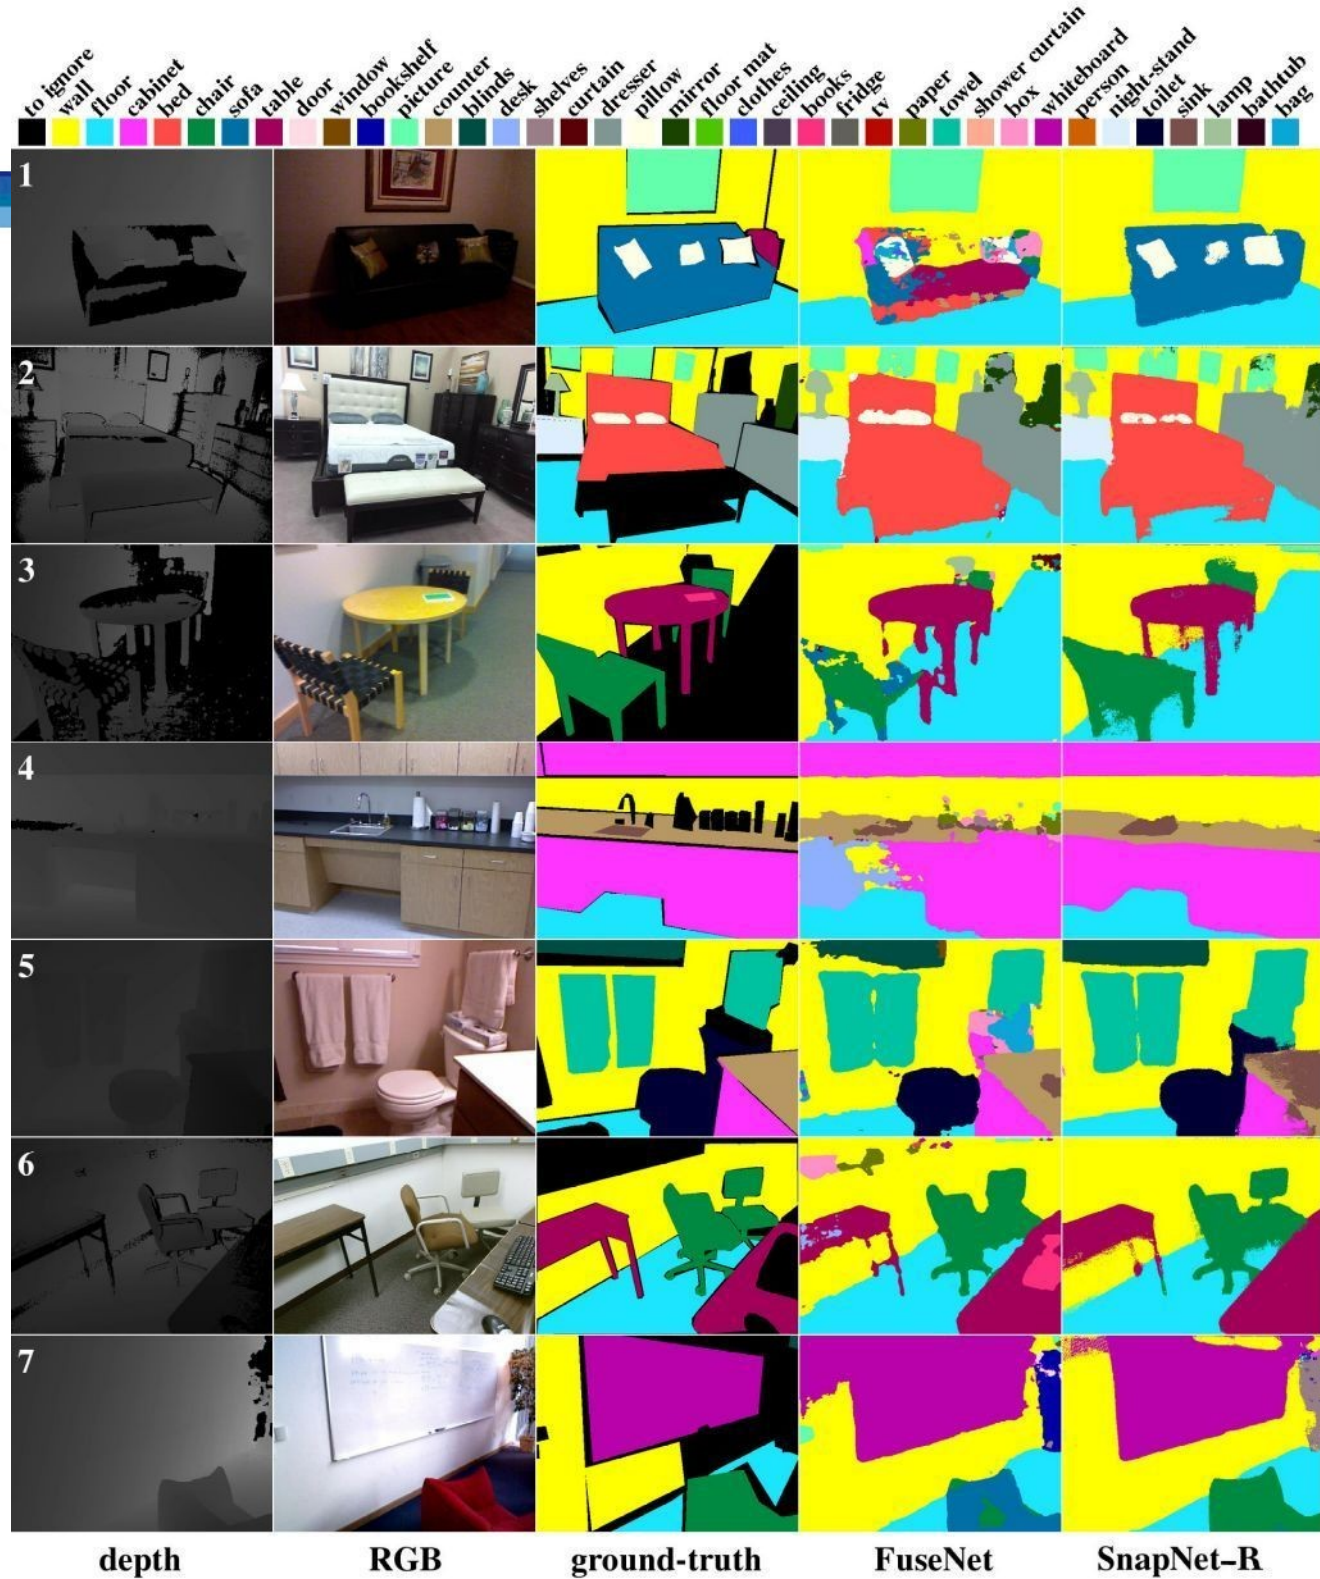 to ignore
wall
floor
cabinet
bed
chair
sofa
table
door
window
bookshelf
picture
counter
blinds
desk
shelves
curtain
dresser
pillow
mirror
floor mat
clothes
ceiling
books
fridge
tv
paper
towel
shower curtain
box
whiteboard
person
night-stand
toilet
sink
lamp
bathtub
bag
1
2
3
4
5
6
7
depth RGB ground-truth FuseNet SnapNet-R